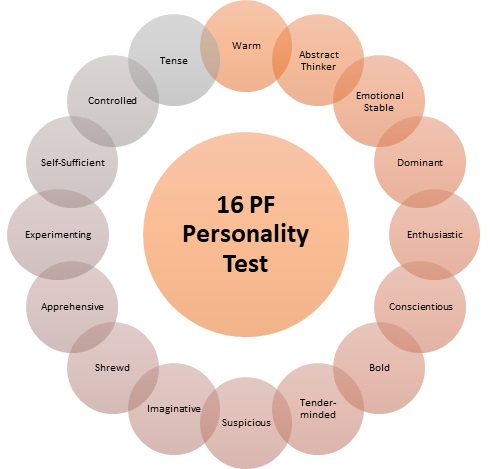 16 PF
Personality
Test
Warm
Abstract
Thinker
Emotional
Stable
Dominant
Enthusiastic
Conscientious
Bold
Tender-
minded
Suspicious
Imaginative
Shrewd
Apprehensive
Experimenting
Self-Sufficient
Controlled
Tense